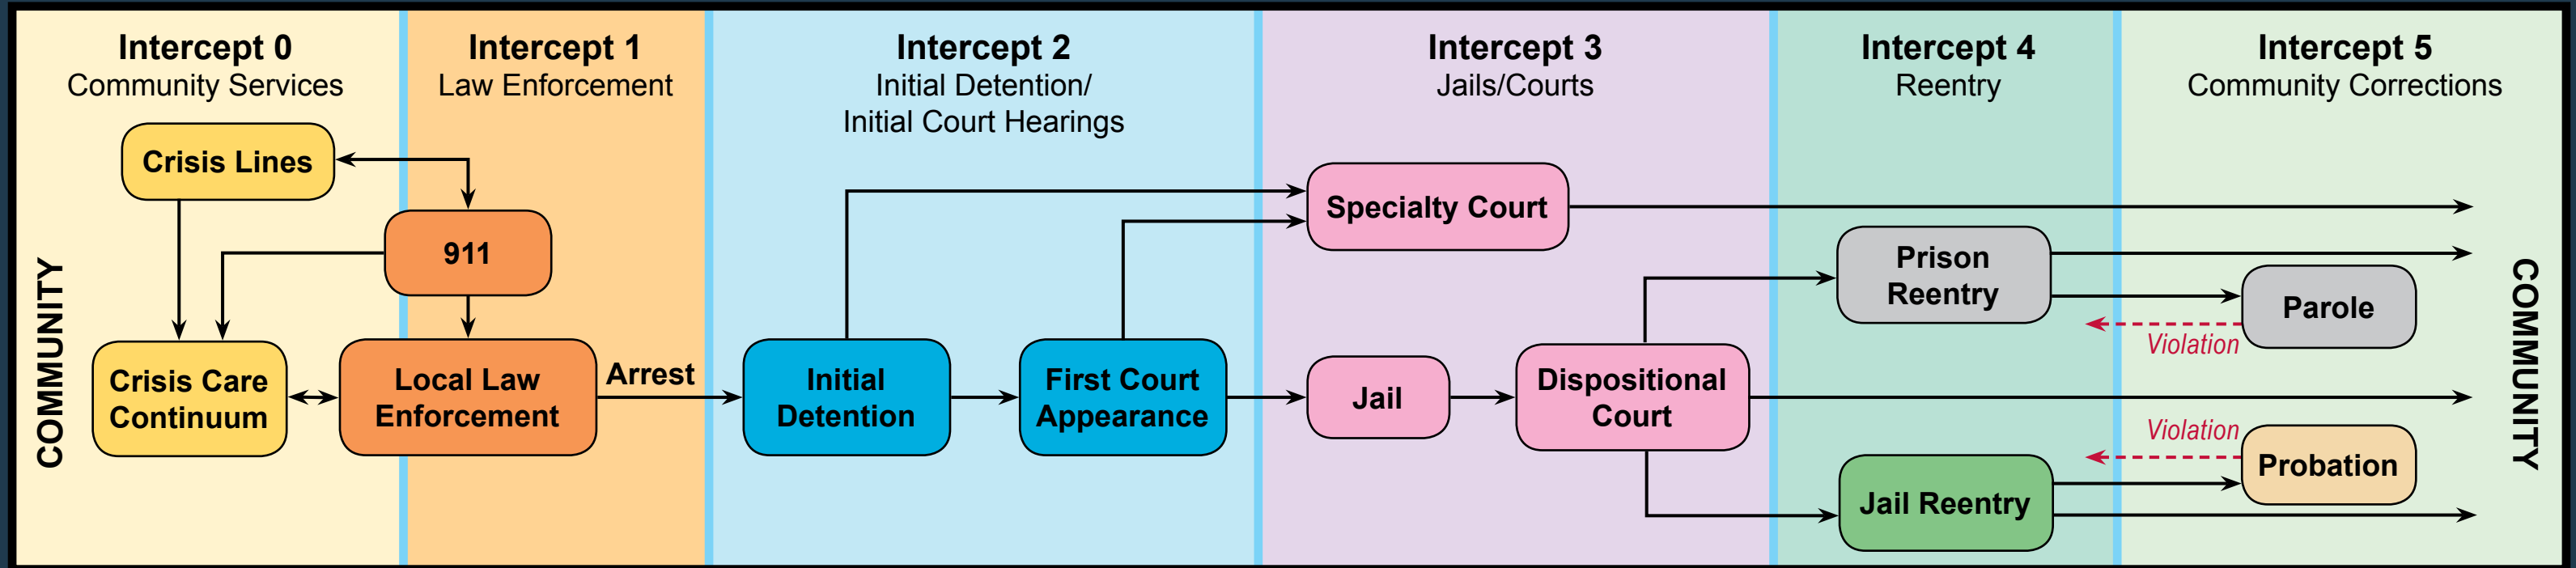 Intercept 0
Community Services
Intercept 1
Law Enforcement
Intercept 2
Initial Detention/
Initial Court Hearings
Intercept 3
Jails/Courts
Intercept 4
Reentry
Intercept 5
Community Corrections
COMMUNITY
Crisis Lines
911
Crisis Care
Continuum
Local Law
Enforcement
Arrest
Initial
Detention
First Court
Appearance
Specialty Court
Jail
Dispositional
Court
Prison
Reentry
Jail Reentry
Parole
Violation
Violation
Probation
COMMUNITY